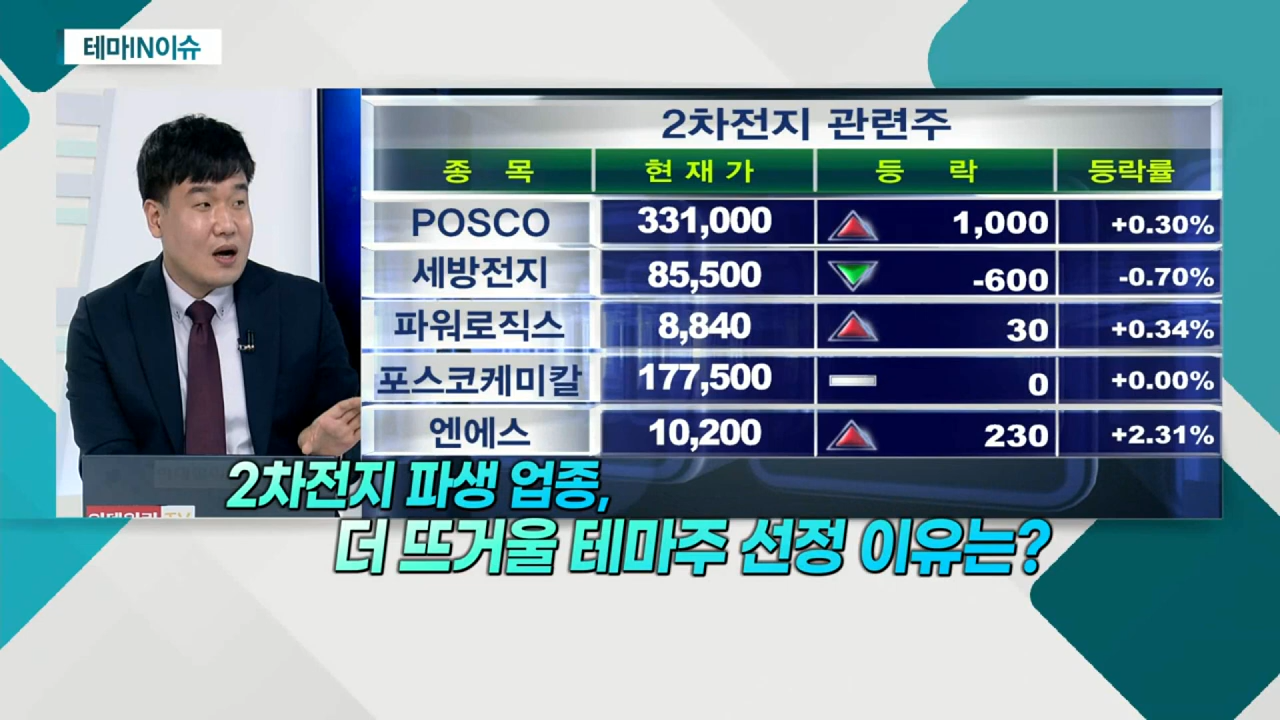 테마IN이슈
2차전지 관련주
종 목 현 재 가 등 락 등락률
POSCO 331,000 1,000 +0.30%
세방전지 85,500 -600 -0.70%
파워로직스 8,840 30 +0.34%
포스코케미칼 177,500 0 +0.00%
엔에스 10,200 230 +2.31%
2차전지 파생 업종,
더 뜨거울 테마주 선정 이유는?